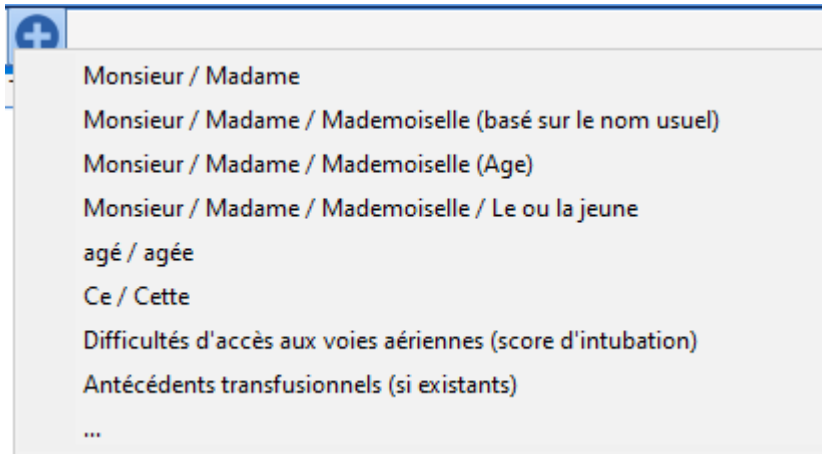 Monsieur / Madame
Monsieur / Madame / Mademoiselle (basé sur le nom usuel)
Monsieur / Madame / Mademoiselle (Age)
Monsieur / Madame / Mademoiselle / Le ou la jeune
agé / agée
Ce / Cette
Difficultés d'accès aux voies aériennes (score d'intubation)
Antécédents transfusionnels (si existants)
...